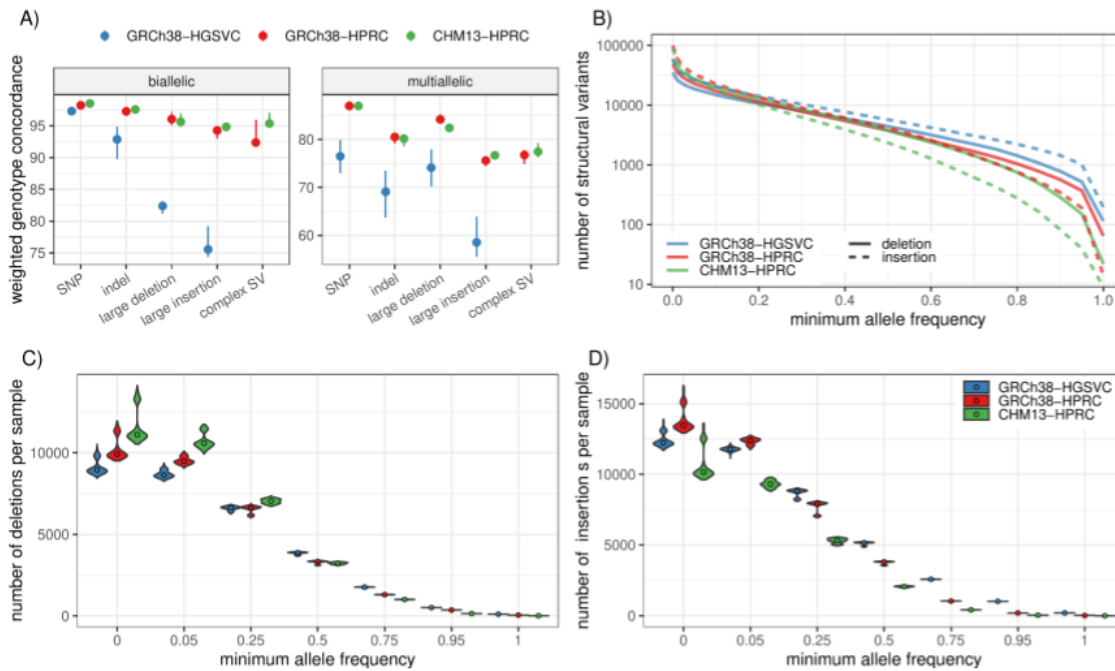 A)
GRCh38−HGSVC GRCh38−HPRC CHM13−HPRC
biallelic
multiallelic
weighted genotype concordance
95
90
85
80
75
80
70
60
SNP
indel
large deletion
large insertion
complex SV
SNP
indel
large deletion
large insertion
complex SV
B)
number of structural variants
100000
10000
1000
100
10
GRCh38−HGSVC
GRCh38−HPRC
CHM13−HPRC
deletion
insertion
0.0 0.2 0.4 0.6 0.8 1.0
minimum allele frequency
C)
number of deletions per sample
10000
5000
0
0 0.05 0.25 0.5 0.75 0.95 1
minimum allele frequency
D)
number of insertion s per sample
15000
10000
5000
0
GRCh38−HGSVC
GRCh38−HPRC
CHM13−HPRC
0 0.05 0.25 0.5 0.75 0.95 1
minimum allele frequency